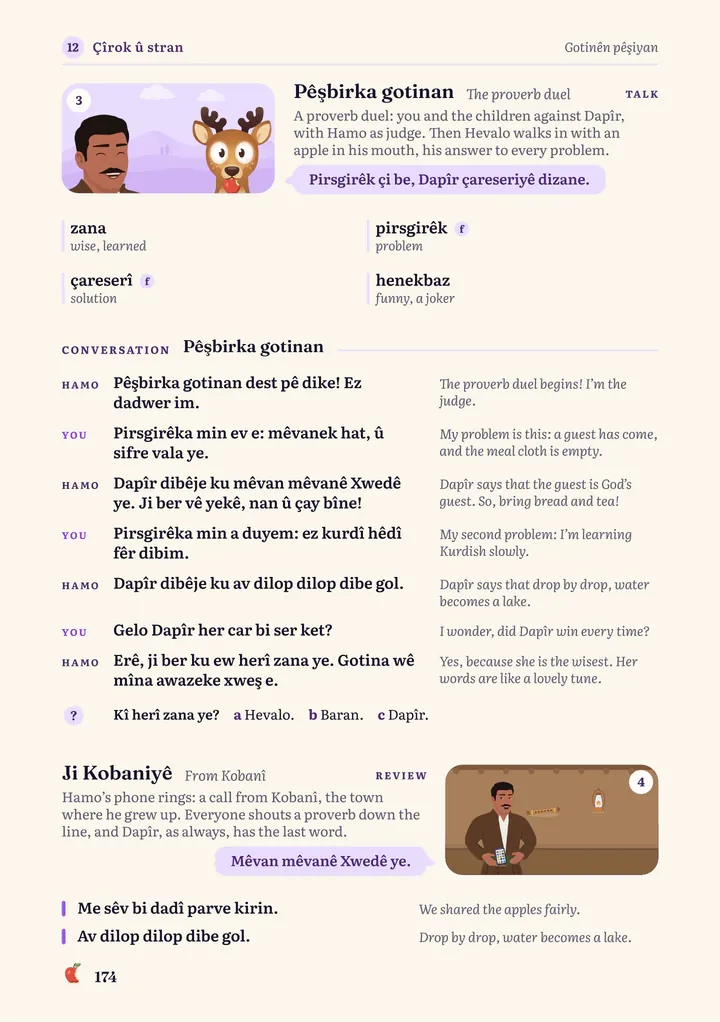 12 Çîrok û stran
Gotinên pêşiyan
3
Pêşbirka gotinan The proverb duel TALK
A proverb duel: you and the children against Dapîr,
with Hamo as judge. Then Hevalo walks in with an
apple in his mouth, his answer to every problem.
Pirsgirêk çi be, Dapîr çareseriyê dizane.
zana
wise, learned
pirsgirêk f
problem
çareserî f
solution
henekbaz
funny, a joker
CONVERSATION Pêşbirka gotinan
HAMO Pêşbirka gotinan dest pê dike! Ez
dadwer im.
The proverb duel begins! I'm the
judge.
YOU Pirsgirêka min ev e: mêvanek hat, û
sifre vala ye.
My problem is this: a guest has come,
and the meal cloth is empty.
HAMO Dapîr dibêje ku mêvan mêvanê Xwedê
ye. Ji ber vê yekê, nan û çay bîne!
Dapîr says that the guest is God's
guest. So, bring bread and tea!
YOU Pirsgirêka min a duyem: ez kurdî hêdî
fêr dibim.
My second problem: I'm learning
Kurdish slowly.
HAMO Dapîr dibêje ku av dilop dilop dibe gol.
Dapîr says that drop by drop, water
becomes a lake.
YOU Gelo Dapîr her car bi ser ket?
I wonder, did Dapîr win every time?
HAMO Erê, ji ber ku ew herî zana ye. Gotina wê
mîna awazeke xweş e.
Yes, because she is the wisest. Her
words are like a lovely tune.
? Kî herî zana ye? a Hevalo. b Baran. c Dapîr.
Ji Kobaniyê From Kobanî REVIEW
Hamo's phone rings: a call from Kobanî, the town
where he grew up. Everyone shouts a proverb down the
line, and Dapîr, as always, has the last word.
Mêvan mêvanê Xwedê ye.
4
Me sêv bi dadî parve kirin.
We shared the apples fairly.
Av dilop dilop dibe gol.
Drop by drop, water becomes a lake.
174